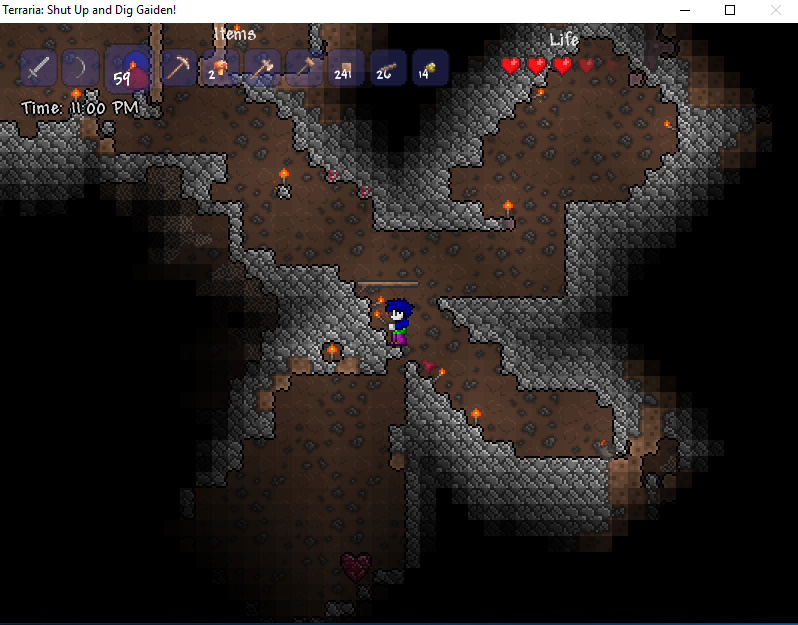 Terraria: Shut Up and Dig Gaiden!
Items
Life
59
2
241
26
14
Time: 11:00 PM